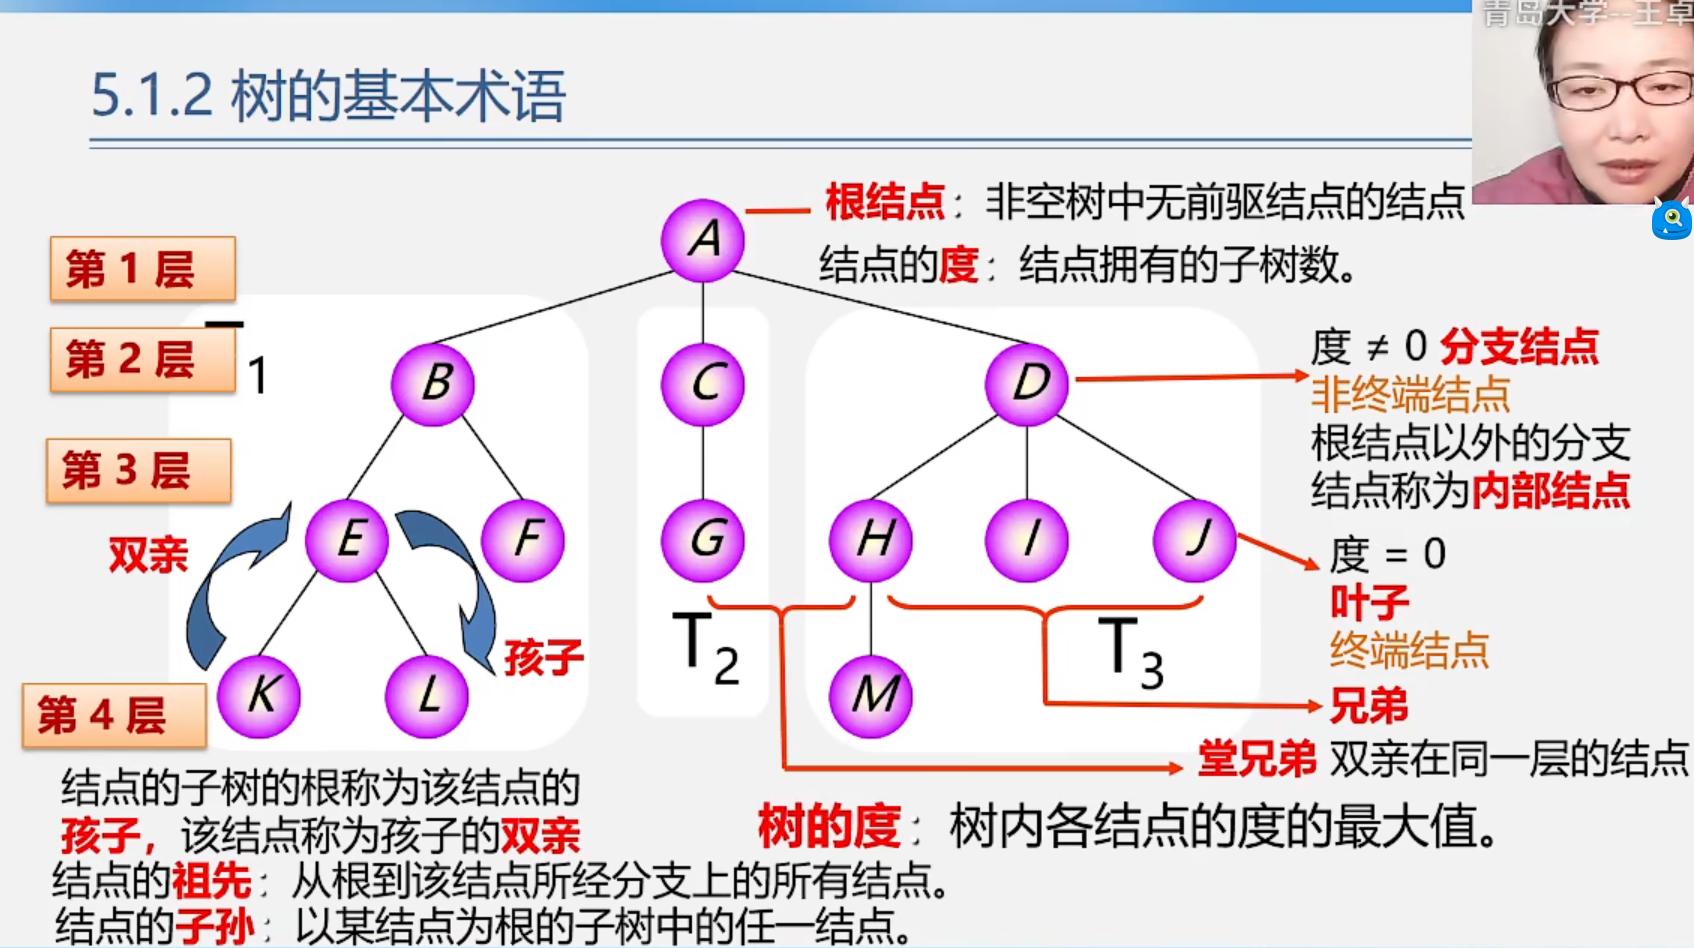 青岛大学--王卓
5.1.2 树的基本术语
根结点：非空树中无前驱结点的结点
结点的度：结点拥有的子树数。
第 1 层
第 2 层
第 3 层
第 4 层
1
A
B
C
D
E
F
G
H
I
J
K
L
M
双亲
孩子
T2
T3
度 ≠ 0 分支结点
非终端结点
根结点以外的分支
结点称为内部结点
度 = 0
叶子
终端结点
兄弟
堂兄弟 双亲在同一层的结点
结点的子树的根称为该结点的
孩子，该结点称为孩子的双亲
树的度：树内各结点的度的最大值。
结点的祖先：从根到该结点所经分支上的所有结点。
结点的子孙：以某结点为根的子树中的任一结点。